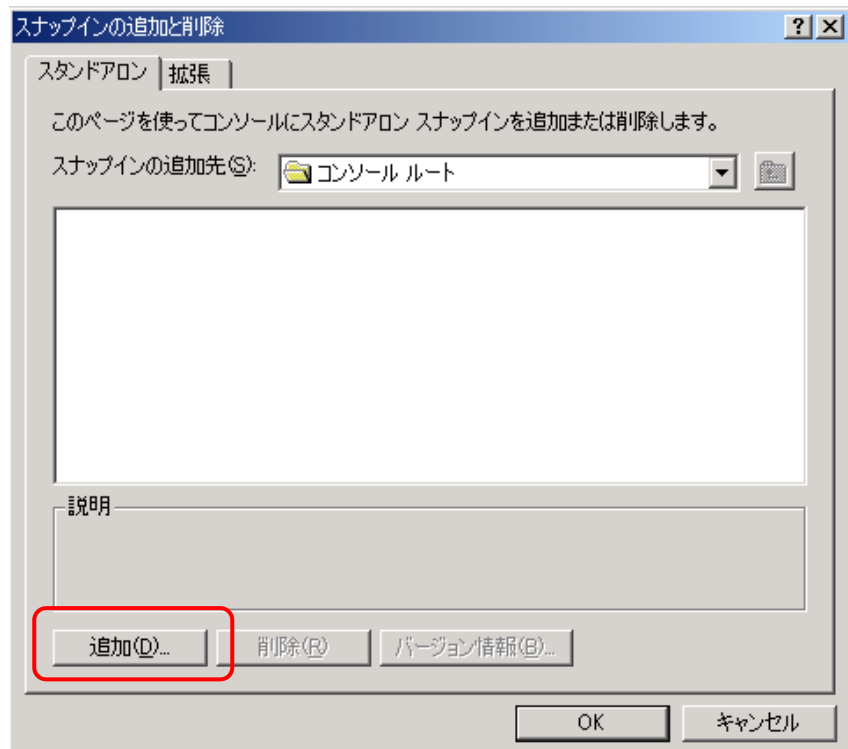 スナップインの追加と削除
スタンドアロン 拡張
このページを使ってコンソールにスタンドアロン スナップインを追加または削除します。
スナップインの追加先(S): コンソール ルート
説明
追加(D)... 削除(R) バージョン情報(B)...
OK キャンセル